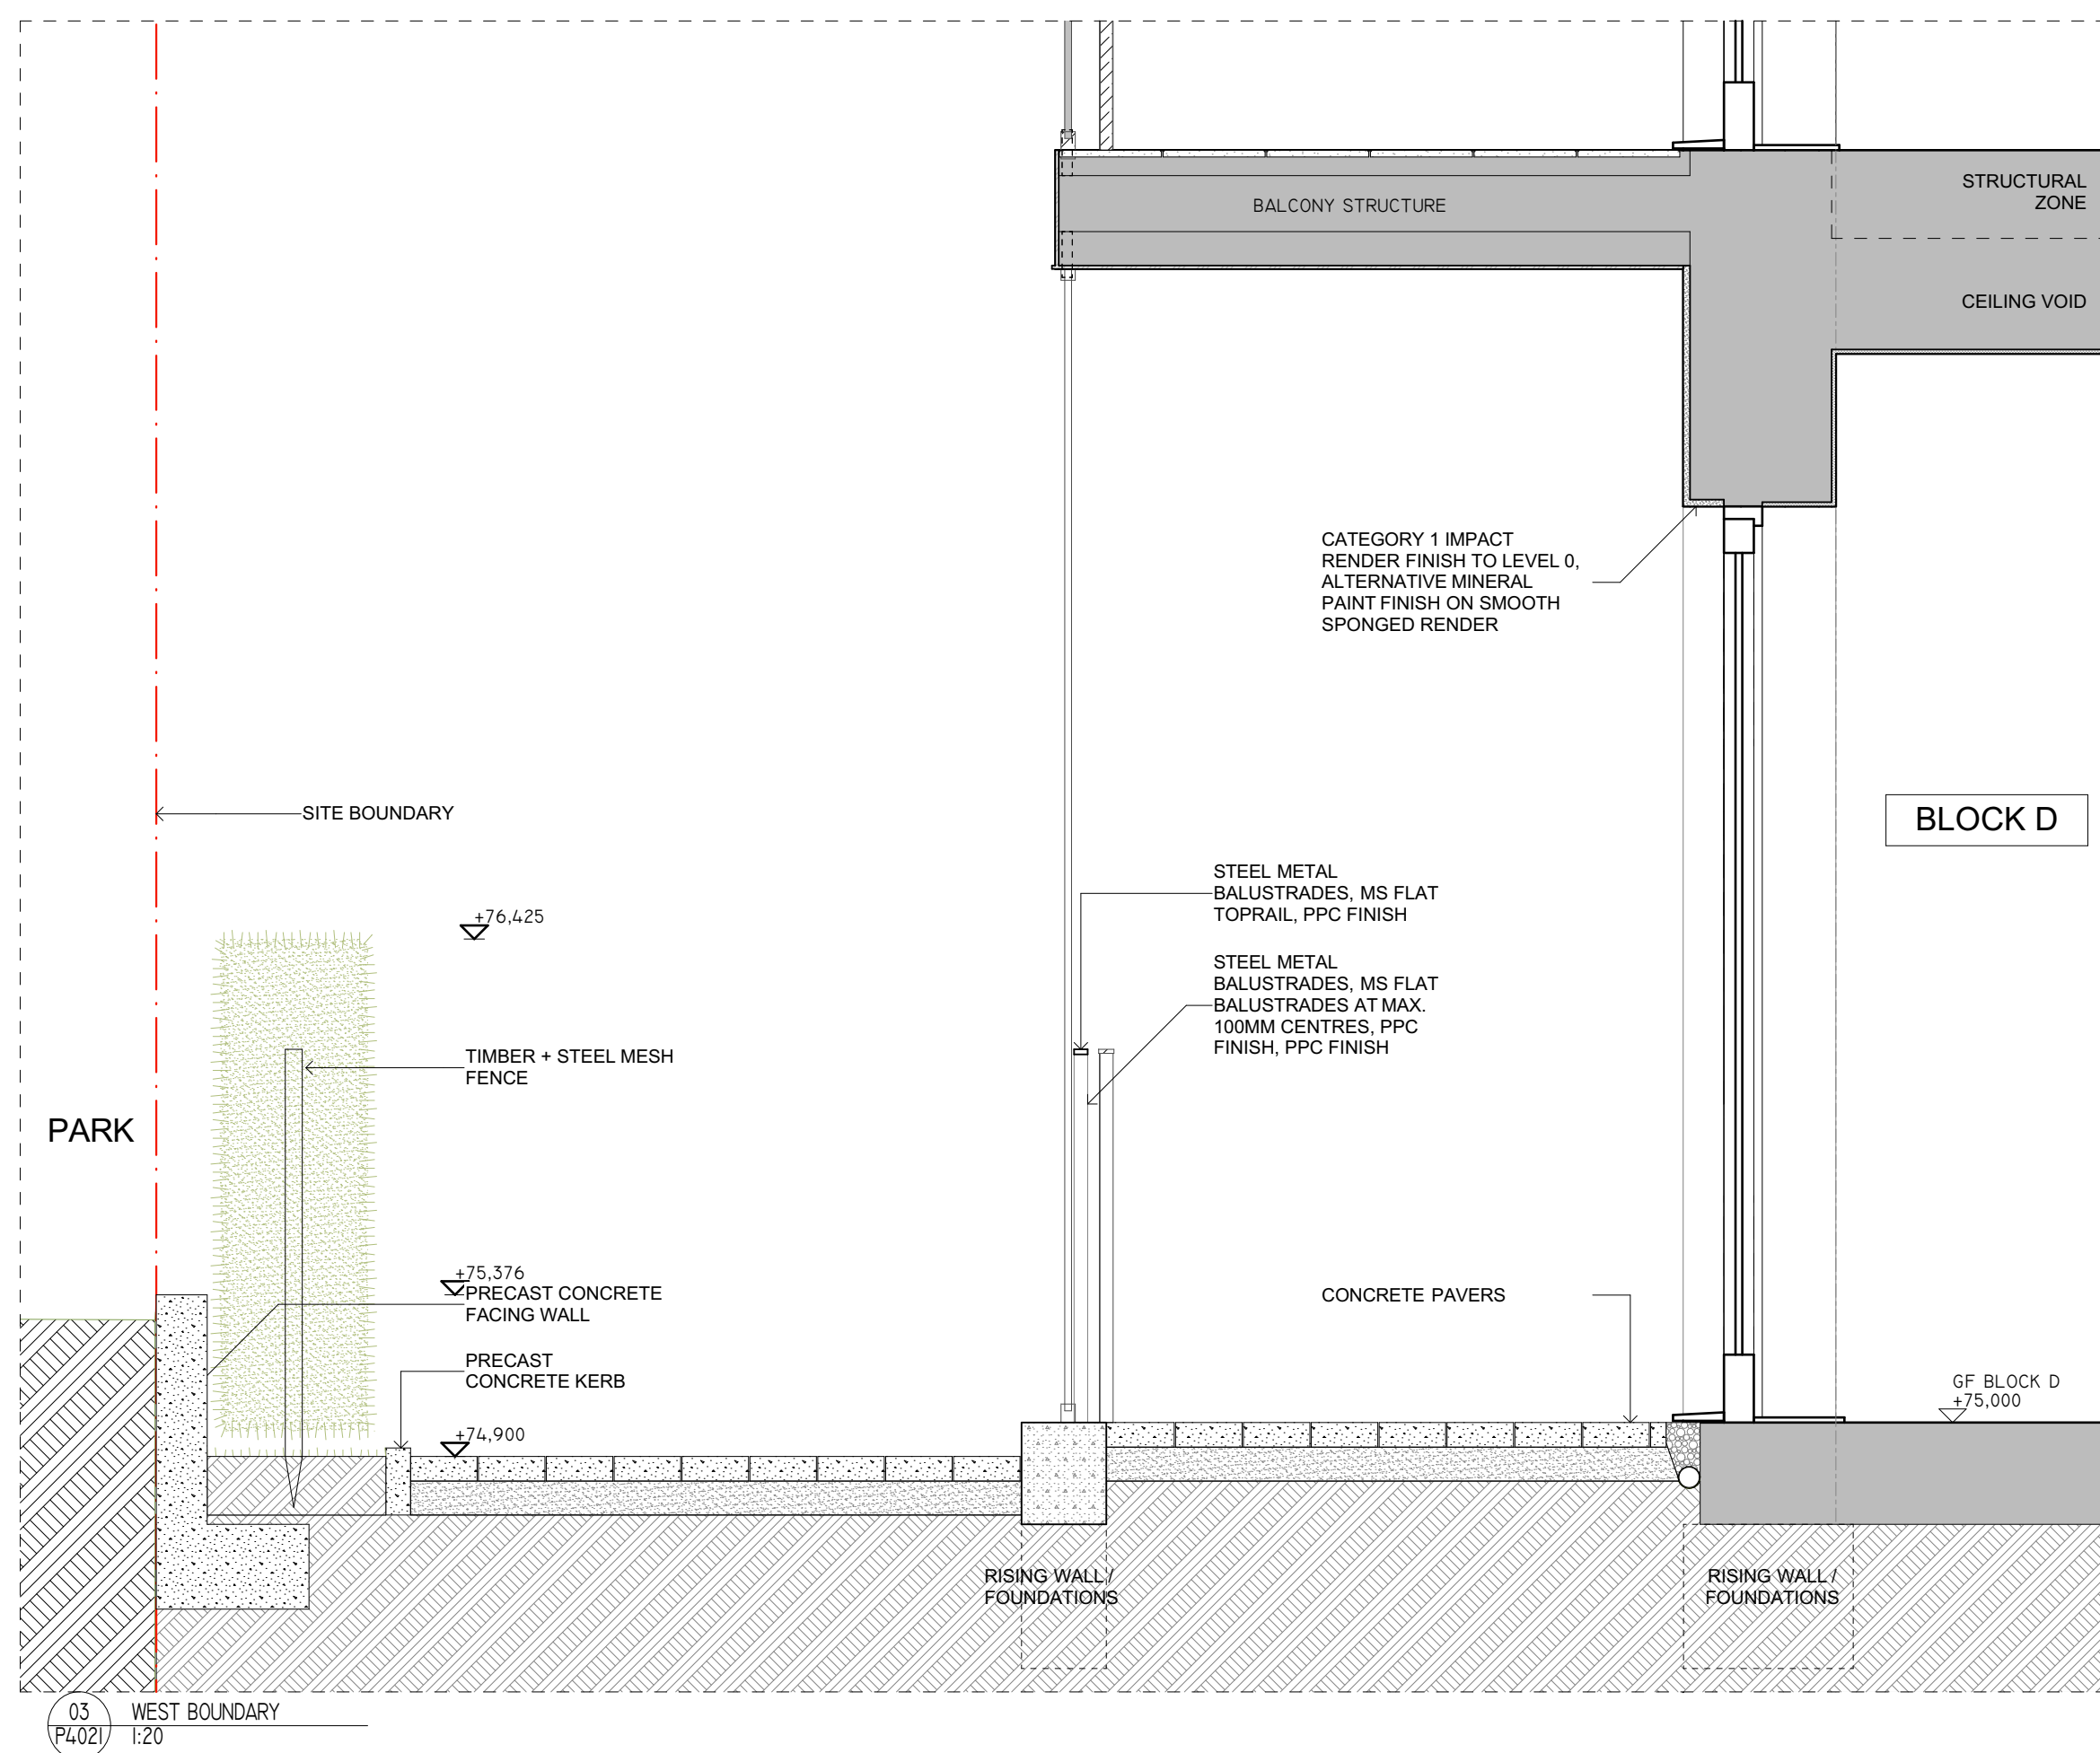 BALCONY STRUCTURE
STRUCTURAL
ZONE
CEILING VOID
CATEGORY 1 IMPACT
RENDER FINISH TO LEVEL 0,
ALTERNATIVE MINERAL
PAINT FINISH ON SMOOTH
SPONGED RENDER
SITE BOUNDARY
BLOCK D
STEEL METAL
BALUSTRADES, MS FLAT
TOPRAIL, PPC FINISH
+76,425
STEEL METAL
BALUSTRADES, MS FLAT
BALUSTRADES AT MAX.
100MM CENTRES, PPC
FINISH, PPC FINISH
TIMBER + STEEL MESH
FENCE
PARK
+75,376
PRECAST CONCRETE
FACING WALL
CONCRETE PAVERS
PRECAST
CONCRETE KERB
GF BLOCK D
+75,000
+74,900
RISING WALL /
FOUNDATIONS
RISING WALL /
FOUNDATIONS
03 WEST BOUNDARY
P4021 1:20